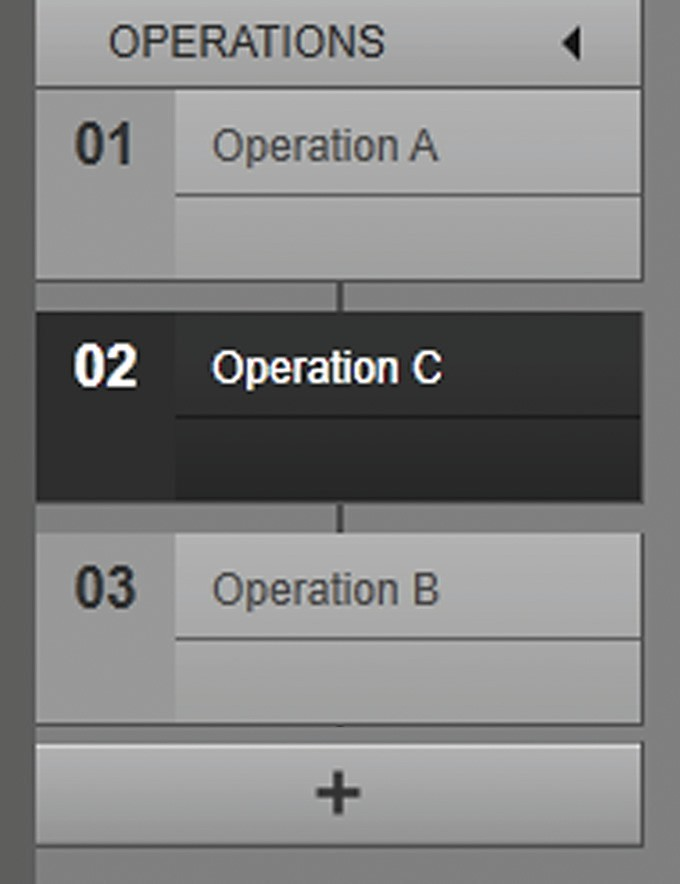 OPERATIONS
01 Operation A
02 Operation C
03 Operation B
+